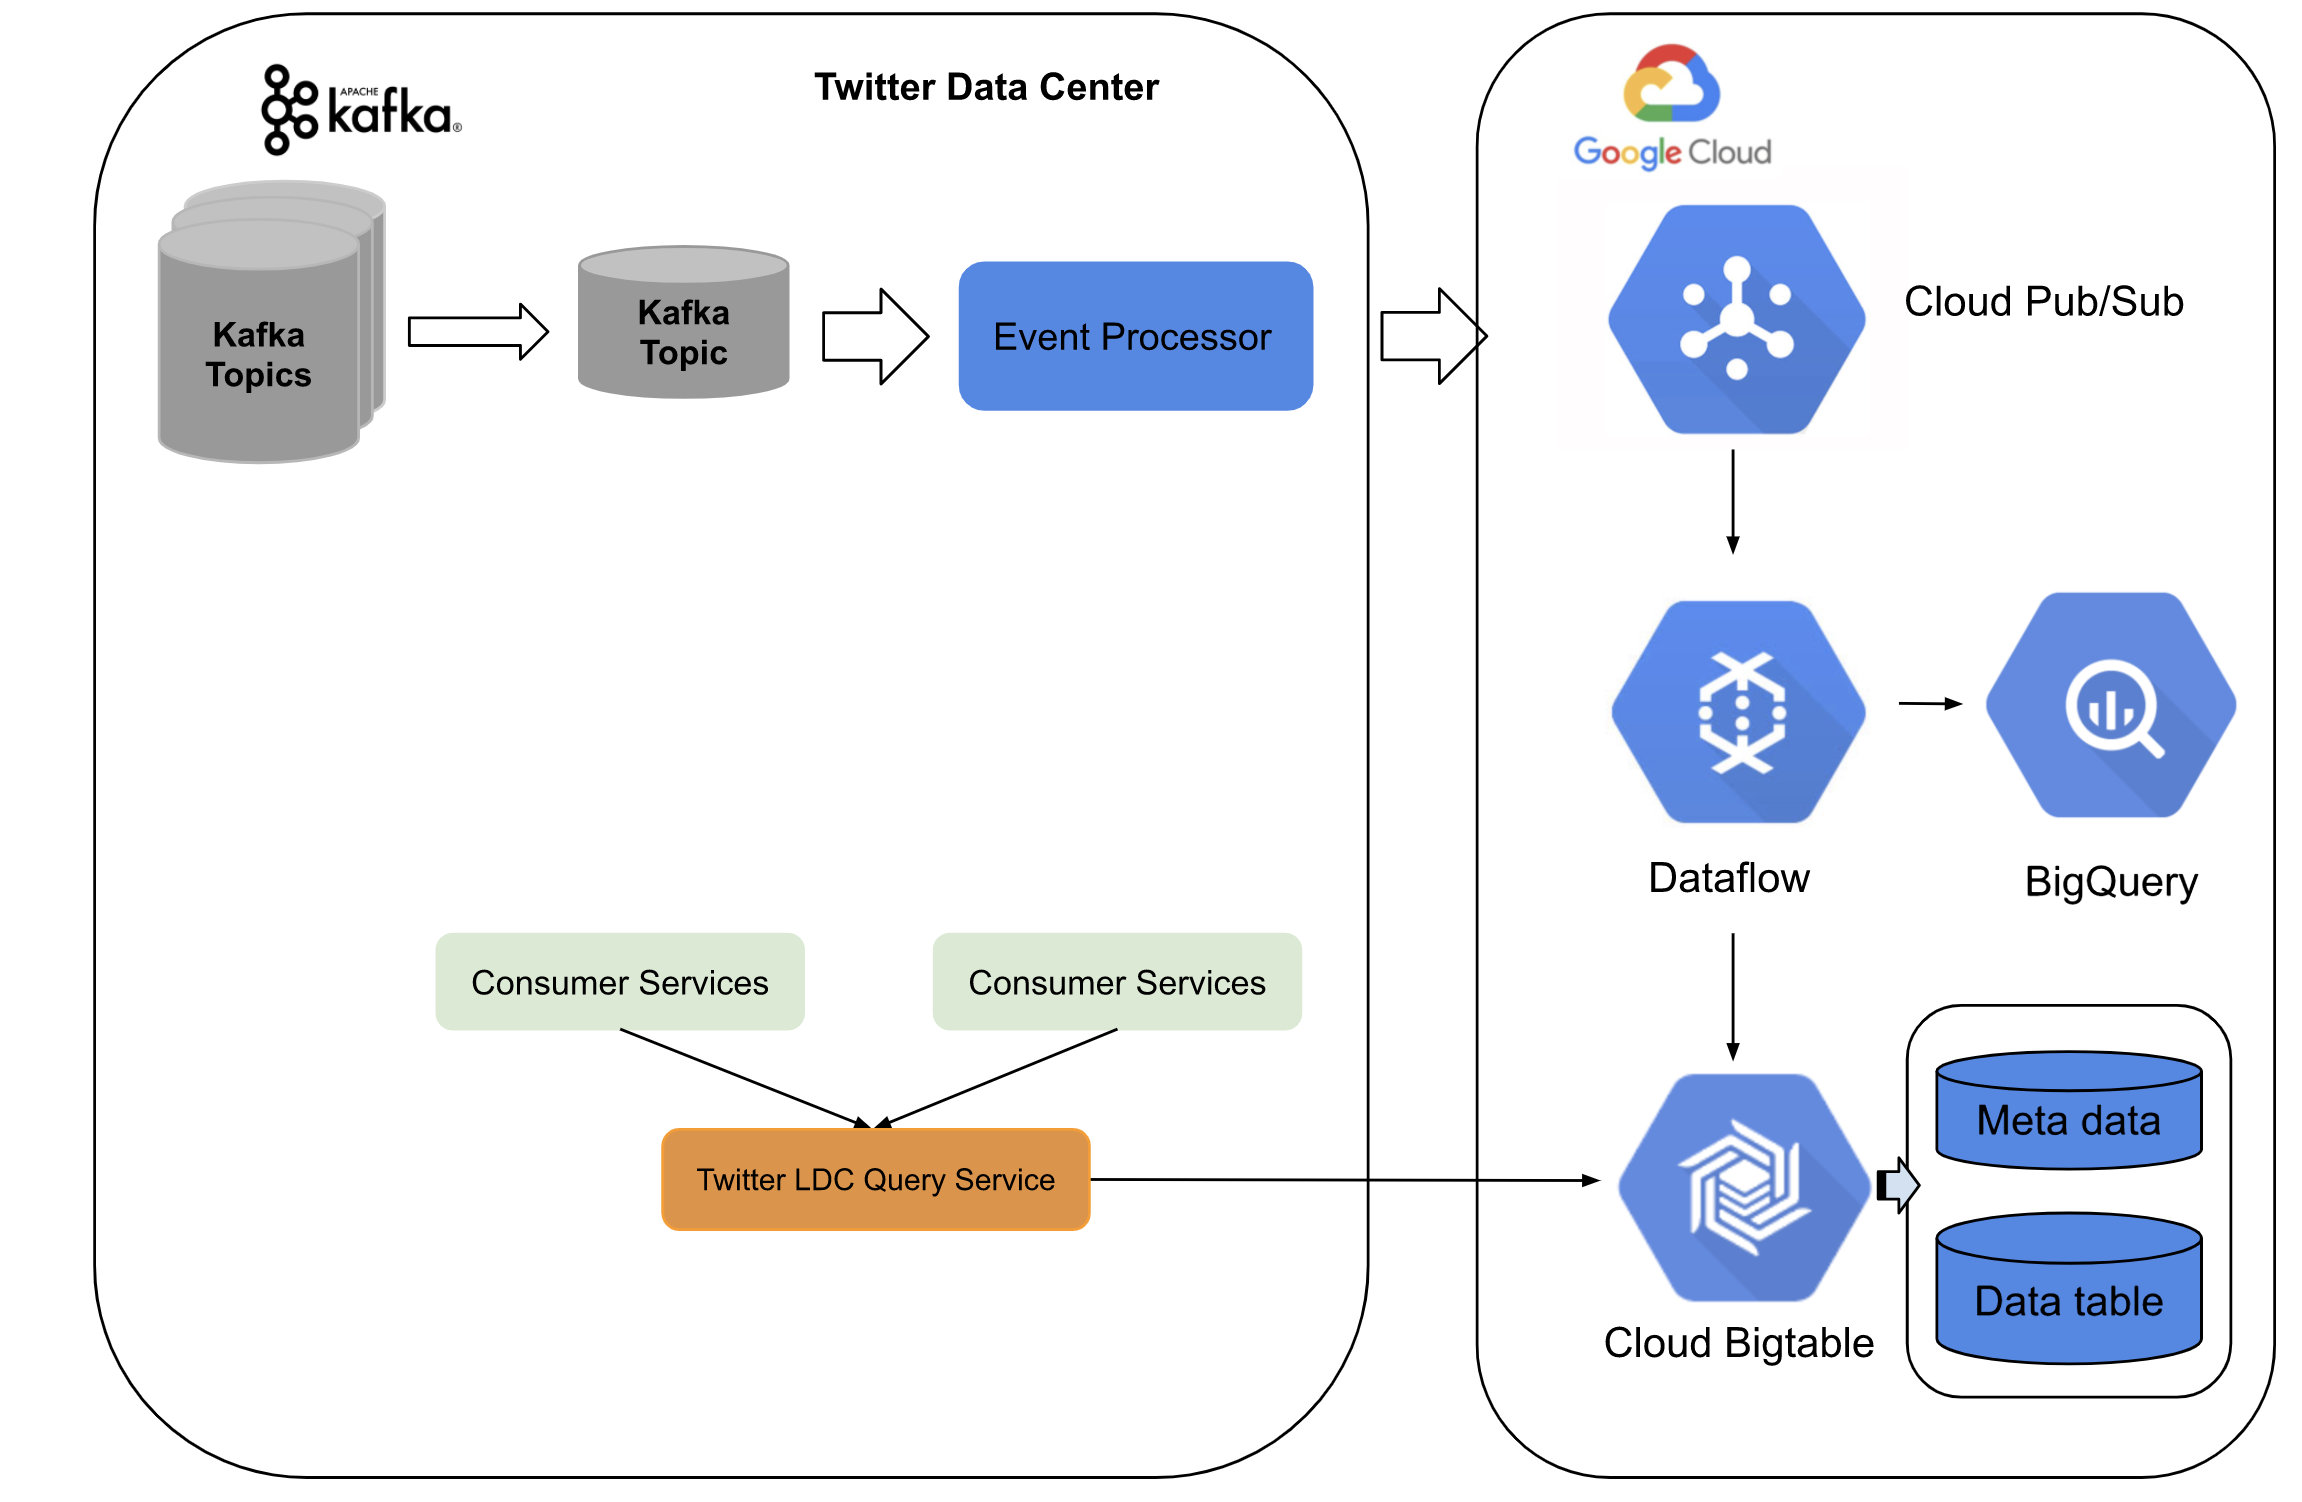 APACHE
kafka®
Twitter Data Center
Google Cloud
Kafka
Topics
Kafka
Topic
Event Processor
Cloud Pub/Sub
Dataflow
BigQuery
Consumer Services
Consumer Services
Twitter LDC Query Service
Meta data
Data table
Cloud Bigtable